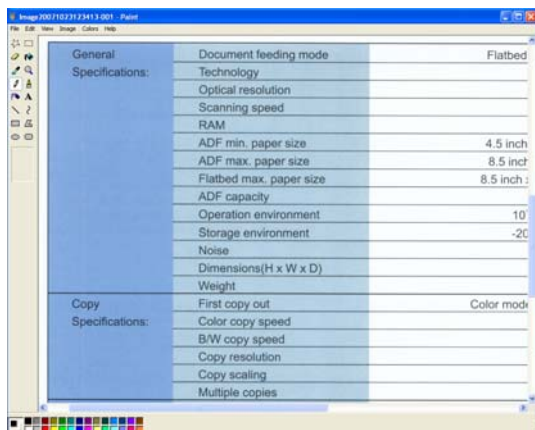 Image20071023123413-001 - Paint
File Edit View Image Colors Help
General Document feeding mode Flatbed
Specifications: Technology
Optical resolution
Scanning speed
RAM
ADF min. paper size 4.5 inch
ADF max. paper size 8.5 inch
Flatbed max. paper size 8.5 inch
ADF capacity
Operation environment 10
Storage environment -20
Noise
Dimensions(H x W x D)
Weight
Copy First copy out Color mode
Specifications: Color copy speed
B/W copy speed
Copy resolution
Copy scaling
Multiple copies